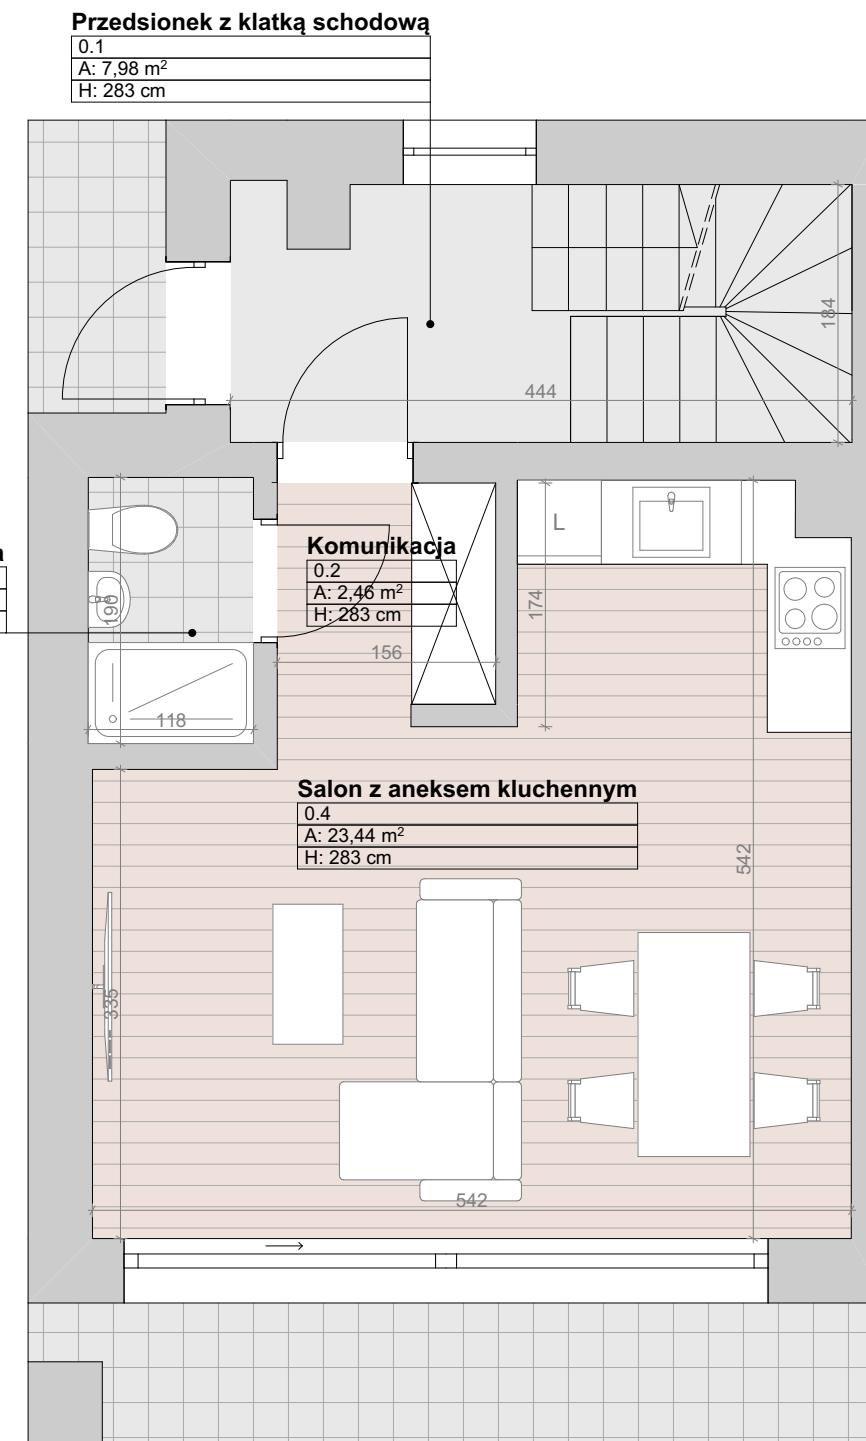 Przedsionek z klatką schodową
0.1
A: 7,98 m²
H: 283 cm
184
444
L
a
Komunikacja
0.2
A: 2,46 m²
H: 283 cm
190
174
156
118
Salon z aneksem kluchennym
0.4
A: 23,44 m²
H: 283 cm
542
335
542